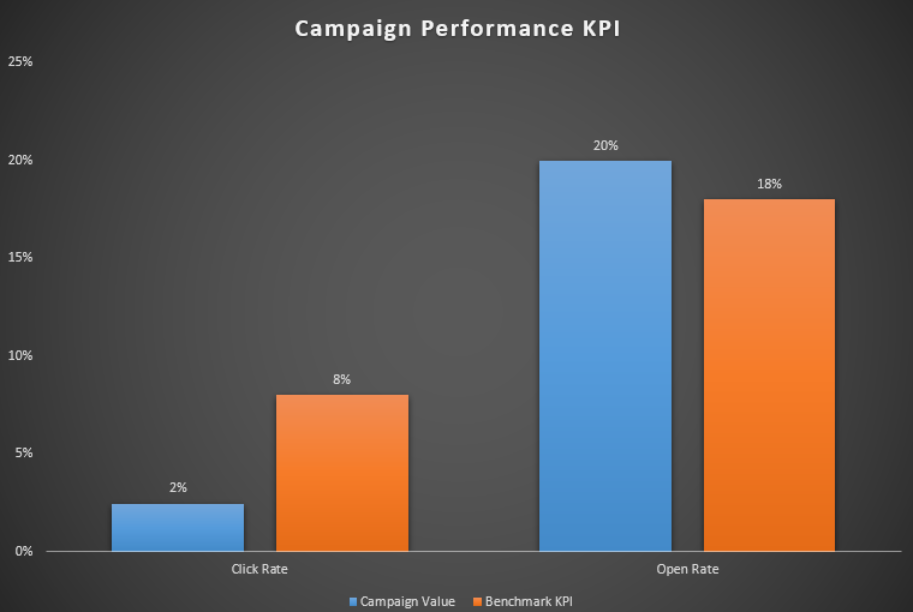 Campaign Performance KPI
25%
20%
15%
10%
5%
0%
2%
8%
20%
18%
Click Rate
Open Rate
Campaign Value
Benchmark KPI